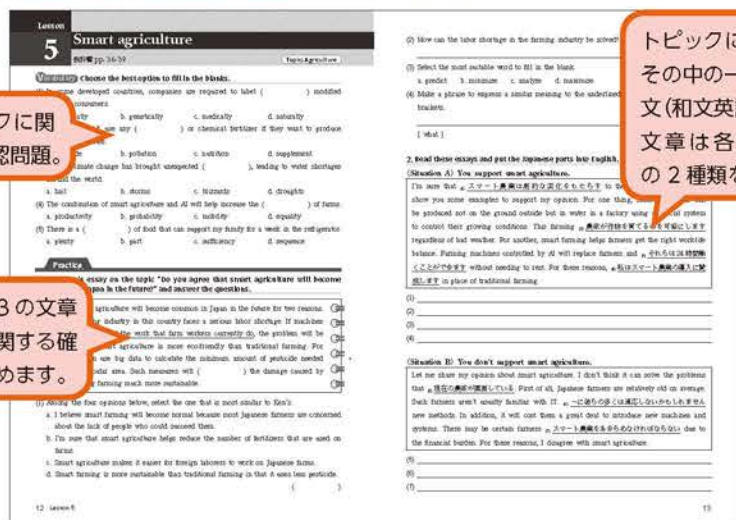 Lesson
5
Smart agriculture
教科書 pp. 56-59
Topics Agriculture
Vocabulary Choose the best option to fill in the blanks.
some developed countries, companies are required to label ( ) modified
consumers.
b. genetically c. medically d. naturally
use any ( ) or chemical fertilizer if they want to produce
b. pollution c. nutrition d. supplement
climate change has brought unexpected ( ), leading to water shortages
the world.
a. hail b. storms c. blizzards d. droughts
(4) The combination of smart agriculture and AI will help increase the ( ) of farms.
a. productivity b. probability c. mobility d. equality
(5) There is a ( ) of food that can support my family for a week in the refrigerator.
a. plenty b. part c. sufficiency d. sequence
Practice
essay on the topic "Do you agree that smart agriculture will become
in the future?" and answer the questions.
agriculture will become common in Japan in the future for two reasons.
industry in this country faces a serious labor shortage. If machines
the work that farm workers currently do, the problem will be
agriculture is more ecofriendly than traditional farming. For
use big data to calculate the minimum amount of pesticide needed
area. Such measures will ( ) the damage caused by
farming much more sustainable.
(1) Among the four opinions below, select the one that is most similar to Ken's.
a. I believe smart farming will become normal because most Japanese farmers are concerned
about the lack of people who could succeed them.
b. I'm sure that smart agriculture helps reduce the number of fertilizers that are used on
farms.
c. Smart agriculture makes it easier for foreign laborers to work on Japanese farms.
d. Smart farming is more sustainable than traditional farming in that it uses less pesticide.
( )
12 Lesson 5
クに関
認問題。
3の文章
関する確
めます。
(2) How can the labor shortage in the farming industry be solved?
(3) Select the most suitable word to fill in the blank.
a. predict b. minimize c. analyze d. maximize
(4) Make a phrase to express a similar meaning to the underlined
brackets.
[ what ]
2. Read these essays and put the Japanese parts into English.
(Situation A) You support smart agriculture.
I'm sure that スマート農業は劇的な変化をもたらす to the
show you some examples to support my opinion. For one thing,
be produced not on the ground outside but in water in a factory using system
to control their growing conditions. This farming 農家が作物を育てるのを可能にします
regardless of bad weather. For another, smart farming helps farmers get the right work-life
balance. Farming machines controlled by AI will replace farmers and それらは24時間働
くことができます without needing to rest. For these reasons, 私はスマート農業の導入に賛
成します in place of traditional farming.
(1)
(2)
(3)
(4)
(Situation B) You don't support smart agriculture.
Let me share my opinion about smart agriculture. I don't think it can solve the problems
that 現在の農家が直面している. First of all, Japanese farmers are relatively old on average.
Such farmers aren't usually familiar with IT. に彼らの多くは適応しないかもしれません
new methods. In addition, it will cost them a great deal to introduce new machines and
systems. There may be certain farmers スマート農業をあきらめなければならない due to
the financial burden. For these reasons, I disagree with smart agriculture.
(5)
(6)
(7)
13
トピックに
その中の一
文(和文英
文章は各
の2種類を